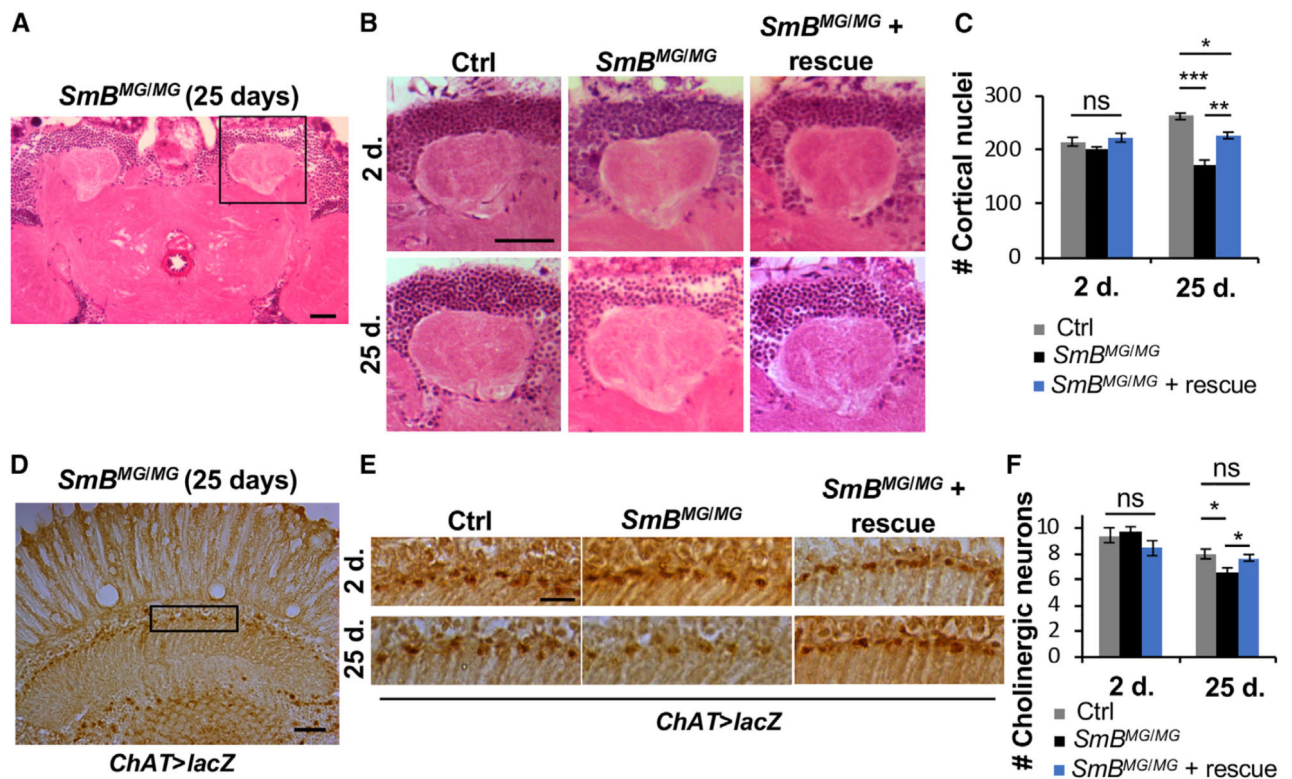 A
SmB^MG/MG (25 days)
B
Ctrl
SmB^MG/MG
SmB^MG/MG +
rescue
2 d.
25 d.
C
# Cortical nuclei
300
200
100
0
ns
*
***
**
2 d.
25 d.
Ctrl
SmB^MG/MG
SmB^MG/MG + rescue
D
SmB^MG/MG (25 days)
ChAT>lacZ
E
Ctrl
SmB^MG/MG
SmB^MG/MG +
rescue
2 d.
25 d.
ChAT>lacZ
F
# Cholinergic neurons
10
8
6
4
2
0
ns
ns
*
*
2 d.
25 d.
Ctrl
SmB^MG/MG
SmB^MG/MG + rescue